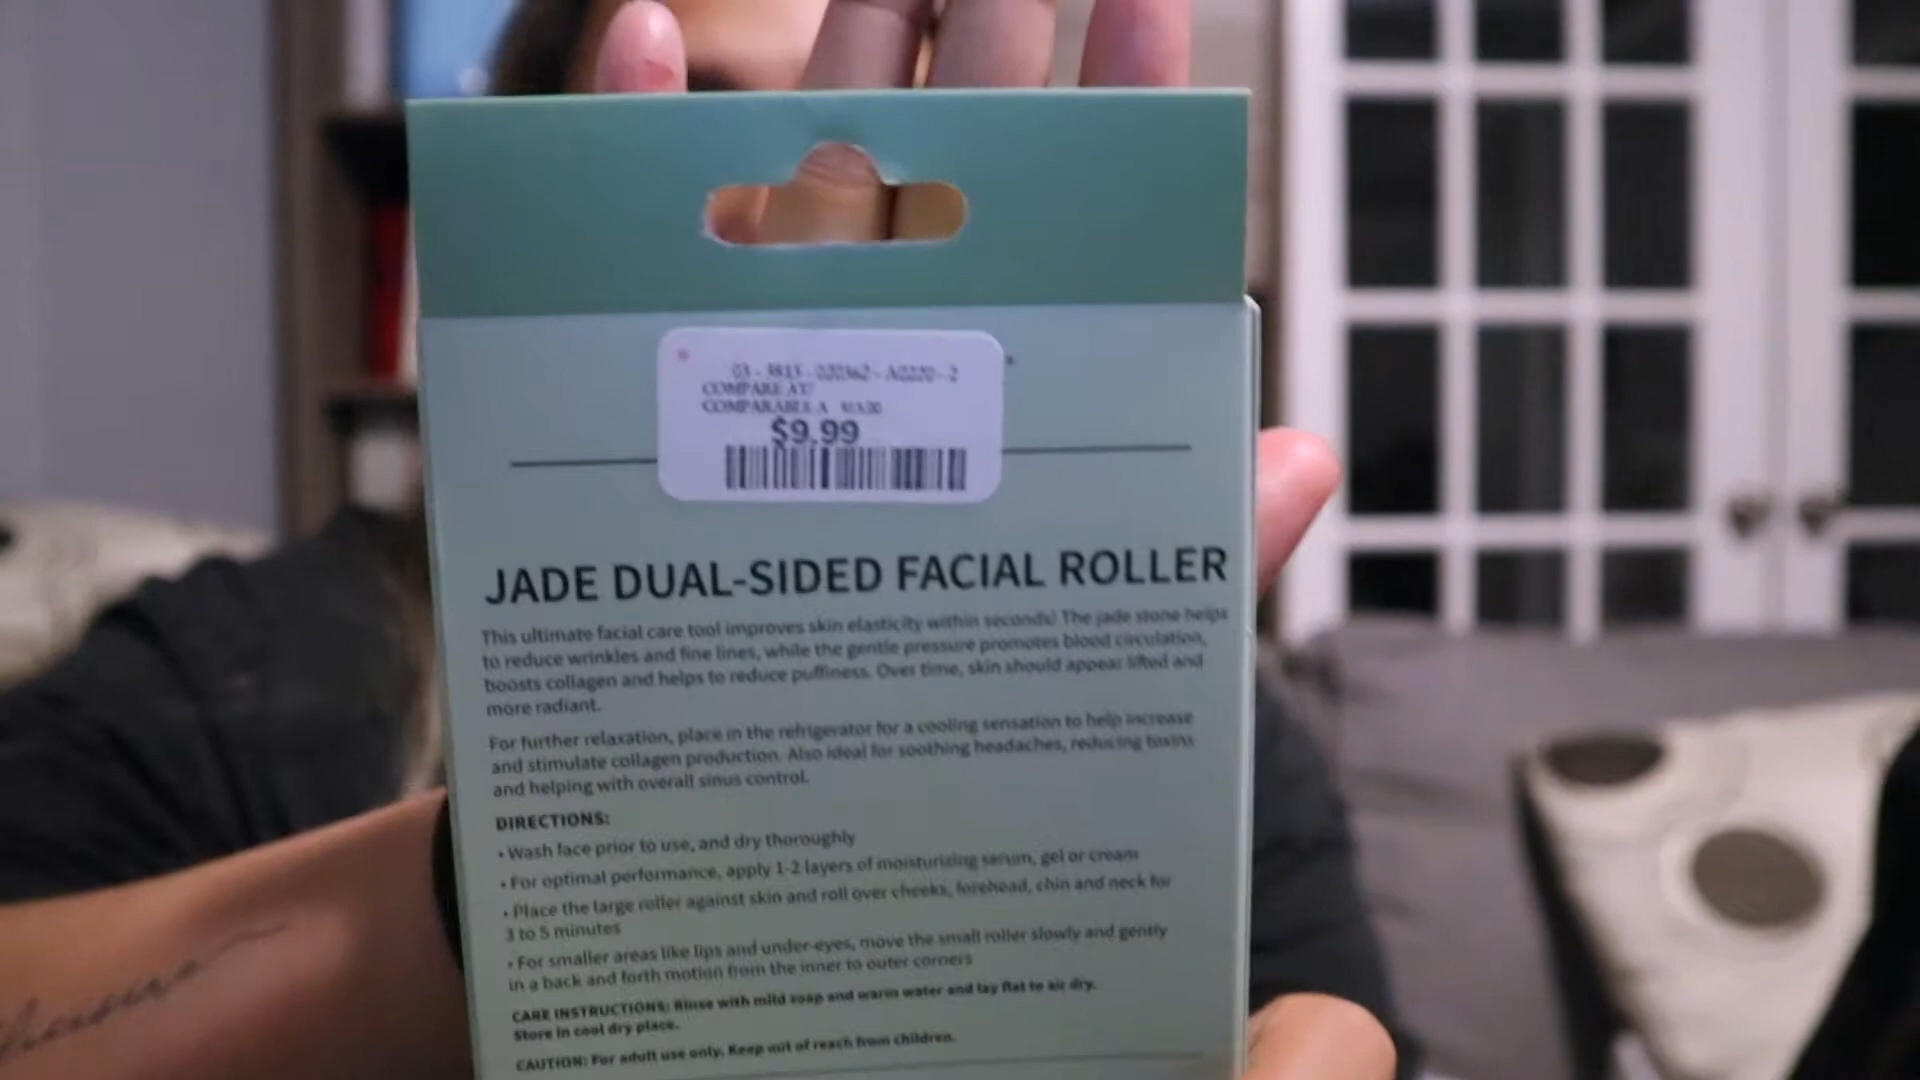 COMPARE AT/
COMPARABLE A
$9.99
JADE DUAL-SIDED FACIAL ROLLER
This ultimate facial care tool improves skin elasticity within seconds! The jade stone helps
to reduce wrinkles and fine lines, while the gentle pressure promotes blood circulation,
boosts collagen and helps to reduce puffiness. Over time, skin should appear lifted and
more radiant.
For further relaxation, place in the refrigerator for a cooling sensation to help increase
and stimulate collagen production. Also ideal for soothing headaches, reducing toxins
and helping with overall sinus control.
DIRECTIONS:
• Wash face prior to use, and dry thoroughly
• For optimal performance, apply 1-2 layers of moisturizing serum, gel or cream
• Place the large roller against skin and roll over cheeks, forehead, chin and neck for
3 to 5 minutes
• For smaller areas like lips and under-eyes, move the small roller slowly and gently
in a back and forth motion from the inner to outer corners
CARE INSTRUCTIONS: Rinse with mild soap and warm water and lay flat to air dry.
Store in cool dry place.
CAUTION: For adult use only. Keep out of reach from children.